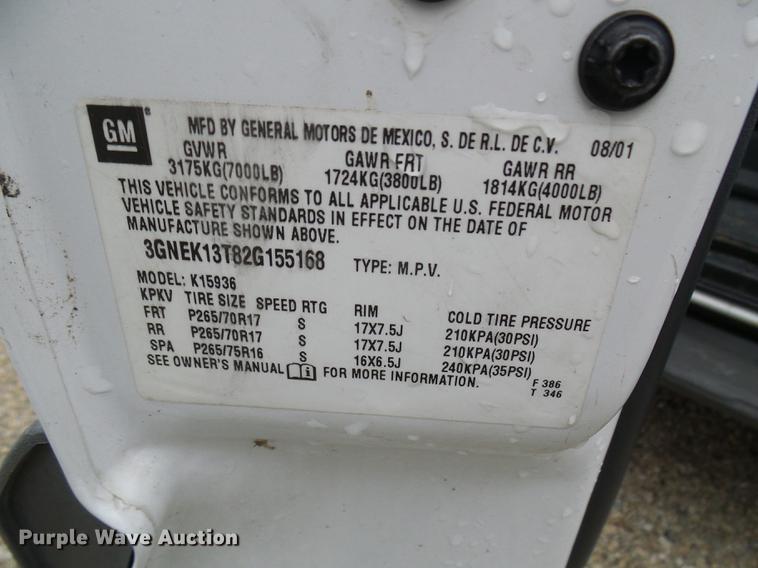 GM ®
MFD BY GENERAL MOTORS DE MEXICO, S. DE R.L. DE C.V. 08/01
GVWR GAWR FRT GAWR RR
3175KG(7000LB) 1724KG(3800LB) 1814KG(4000LB)
THIS VEHICLE CONFORMS TO ALL APPLICABLE U.S. FEDERAL MOTOR
VEHICLE SAFETY STANDARDS IN EFFECT ON THE DATE OF
MANUFACTURE SHOWN ABOVE.
3GNEK13T82G155168 TYPE: M.P.V.
MODEL: K15936
KPKV TIRE SIZE SPEED RTG RIM COLD TIRE PRESSURE
FRT P265/70R17 S 17X7.5J 210KPA(30PSI)
RR P265/70R17 S 17X7.5J 210KPA(30PSI)
SPA P265/75R16 S 16X6.5J 240KPA(35PSI)
SEE OWNER'S MANUAL i FOR MORE INFORMATION.
F 386
T 346
Purple Wave Auction